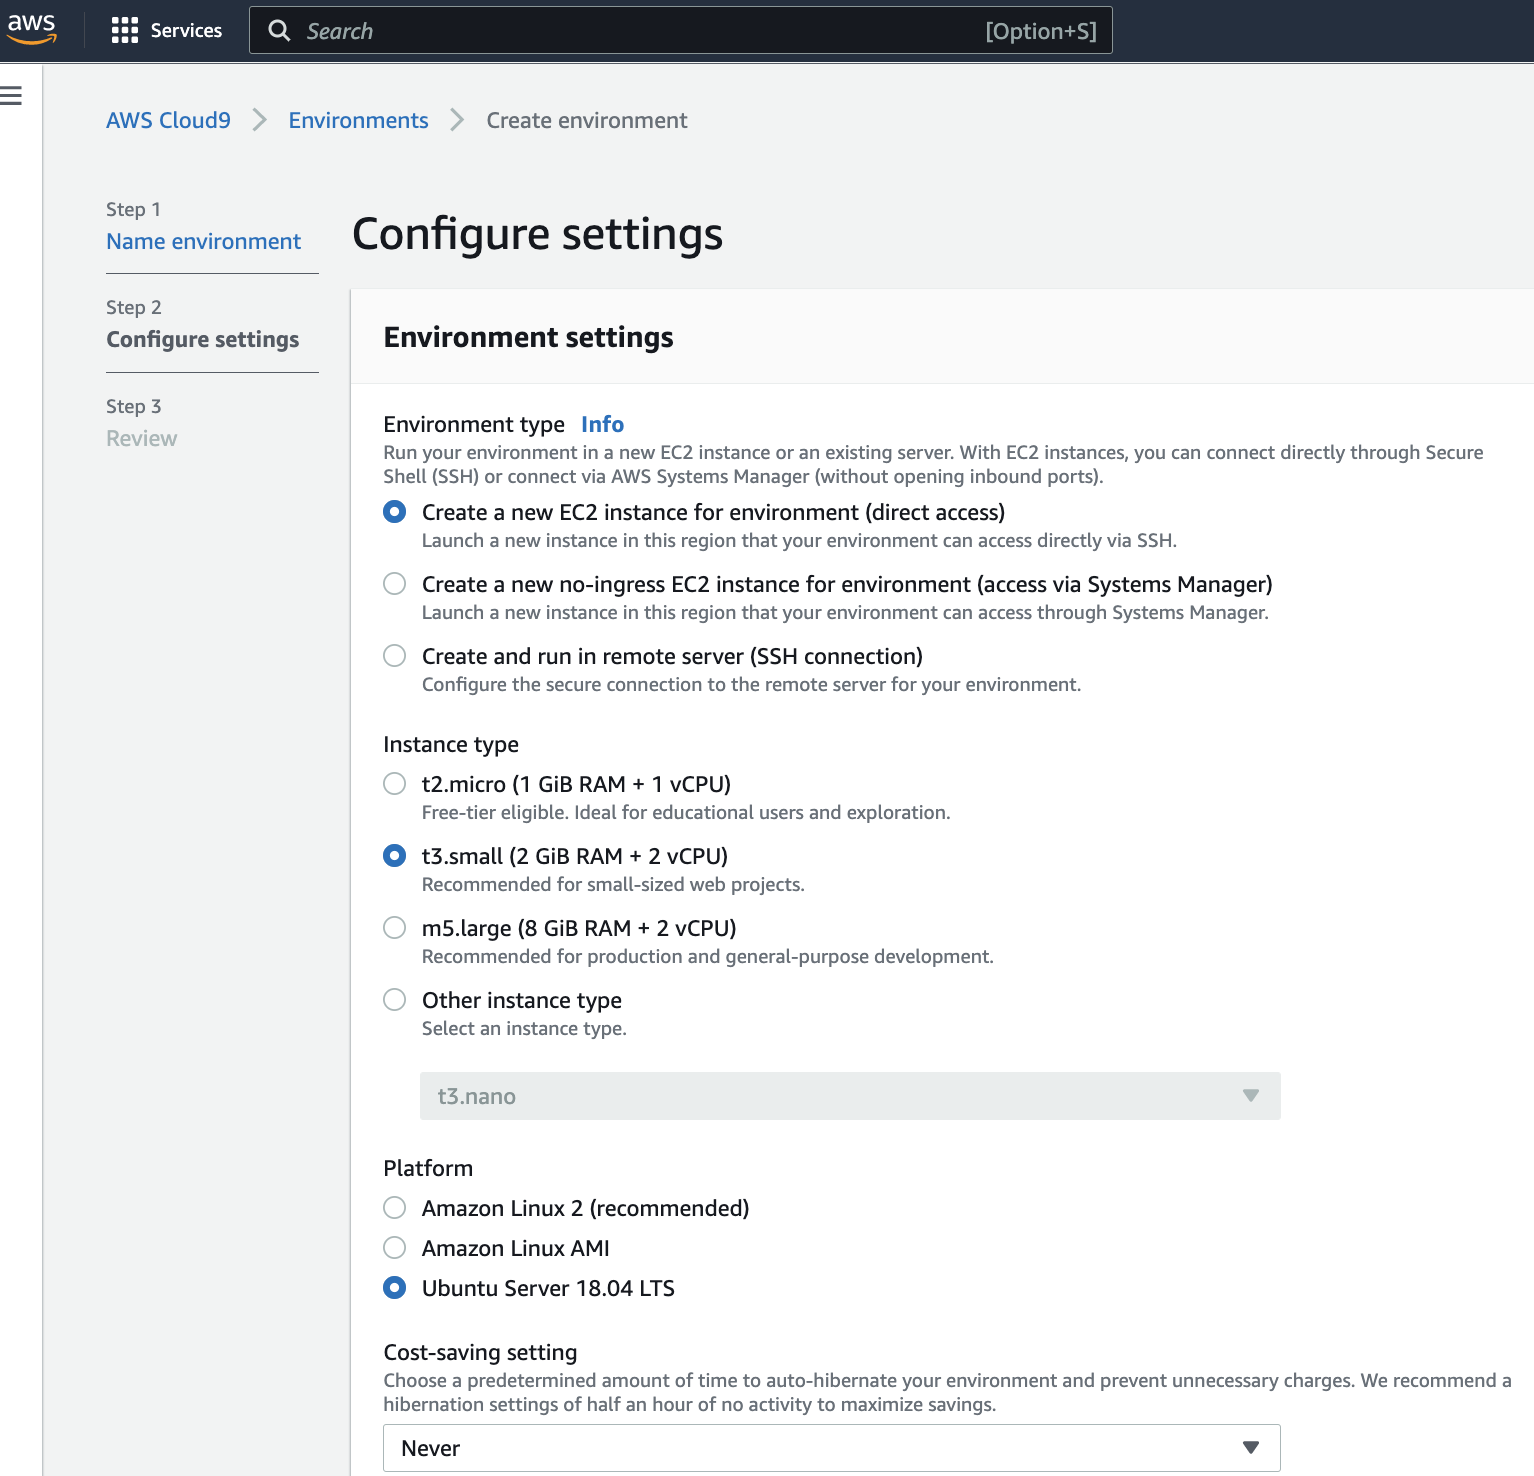 aws
Services
Search
[Option+S]
AWS Cloud9
Environments
Create environment
Step 1
Name environment
Step 2
Configure settings
Step 3
Review
Configure settings
Environment settings
Environment type Info
Run your environment in a new EC2 instance or an existing server. With EC2 instances, you can connect directly through Secure
Shell (SSH) or connect via AWS Systems Manager (without opening inbound ports).
Create a new EC2 instance for environment (direct access)
Launch a new instance in this region that your environment can access directly via SSH.
Create a new no-ingress EC2 instance for environment (access via Systems Manager)
Launch a new instance in this region that your environment can access through Systems Manager.
Create and run in remote server (SSH connection)
Configure the secure connection to the remote server for your environment.
Instance type
t2.micro (1 GiB RAM + 1 vCPU)
Free-tier eligible. Ideal for educational users and exploration.
t3.small (2 GiB RAM + 2 vCPU)
Recommended for small-sized web projects.
m5.large (8 GiB RAM + 2 vCPU)
Recommended for production and general-purpose development.
Other instance type
Select an instance type.
t3.nano
Platform
Amazon Linux 2 (recommended)
Amazon Linux AMI
Ubuntu Server 18.04 LTS
Cost-saving setting
Choose a predetermined amount of time to auto-hibernate your environment and prevent unnecessary charges. We recommend a
hibernation settings of half an hour of no activity to maximize savings.
Never